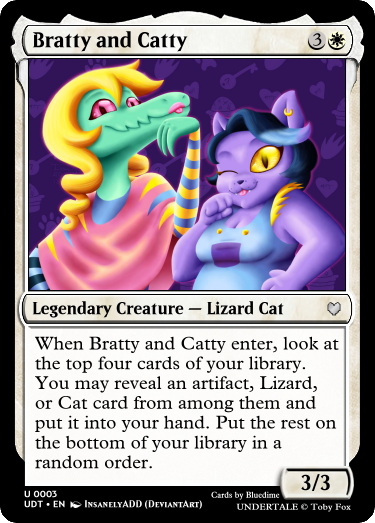 Bratty and Catty 3
Legendary Creature — Lizard Cat
When Bratty and Catty enter, look at
the top four cards of your library.
You may reveal an artifact, Lizard,
or Cat card from among them and
put it into your hand. Put the rest on
the bottom of your library in a
random order.
3/3
U 0003
UDT • EN InsanelyADD (DeviantArt)
Cards by Bluedime
UNDERTALE © Toby Fox